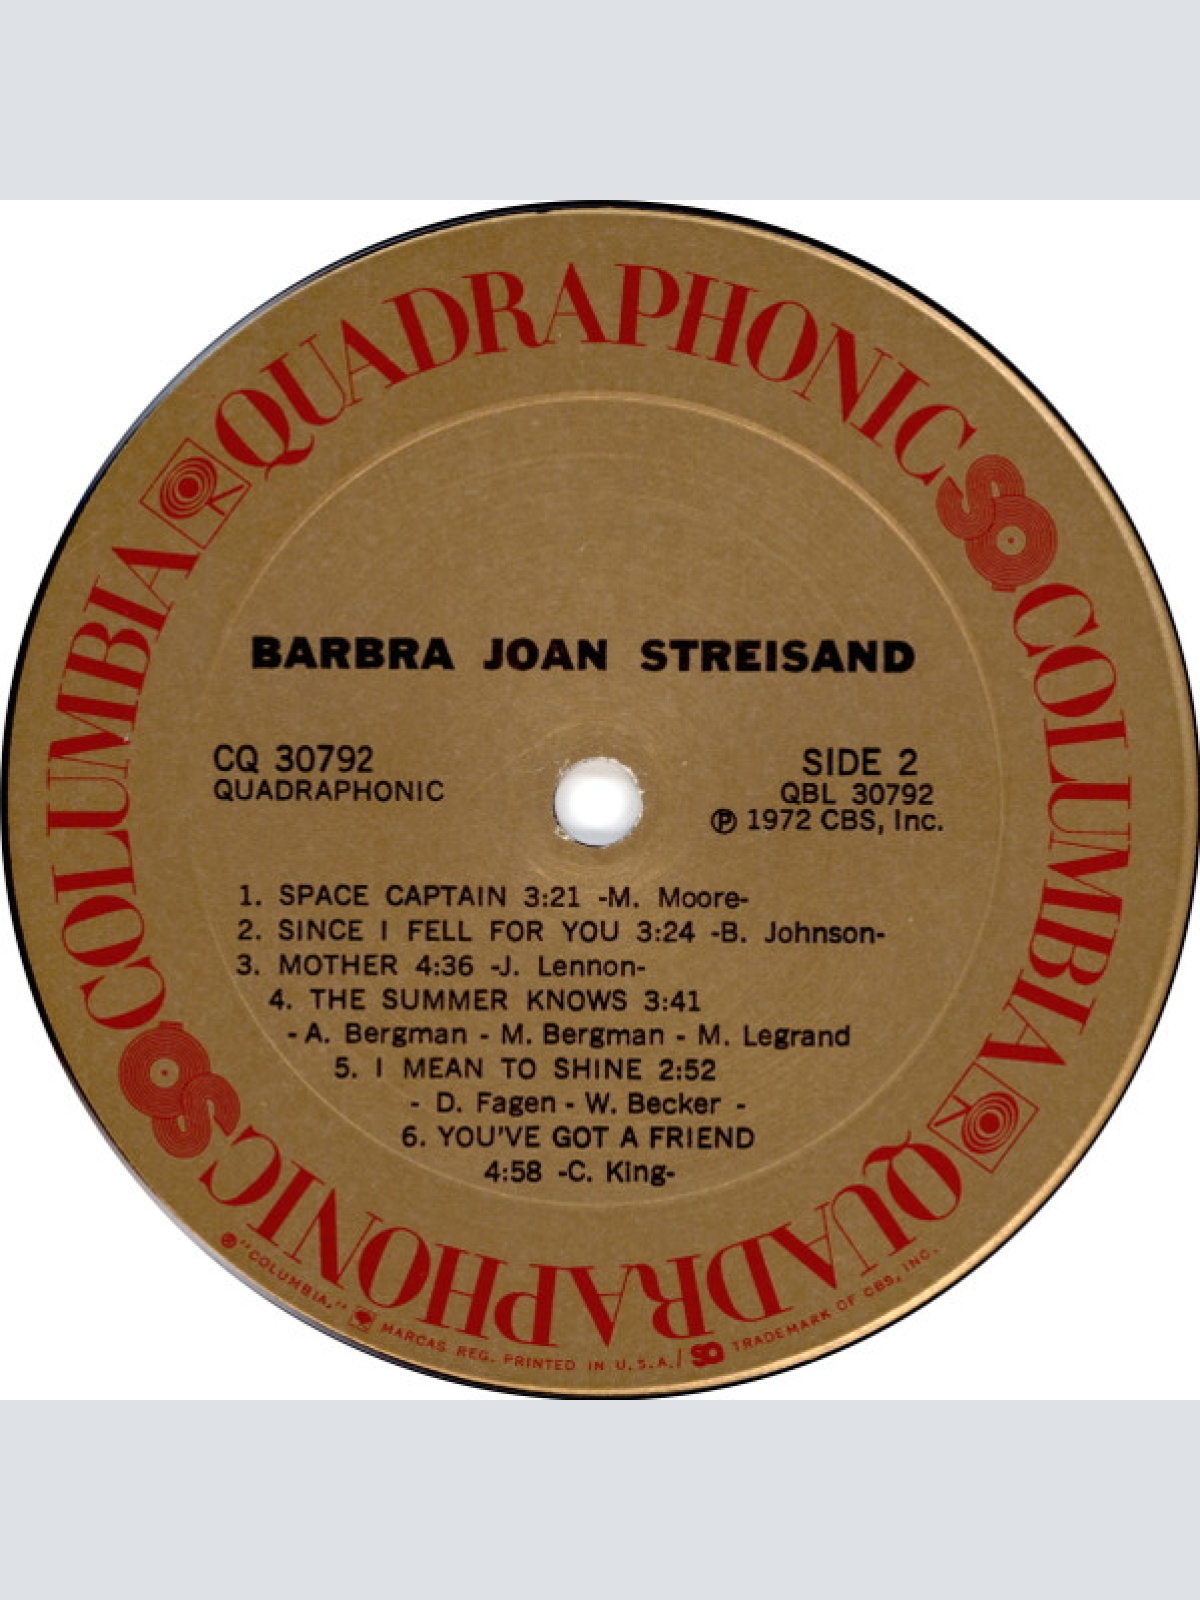 QUADRAPHONIC SQ COLUMBIA
QUADRAPHONIC SQ COLUMBIA
BARBRA JOAN STREISAND
CQ 30792
QUADRAPHONIC
SIDE 2
QBL 30792
Ⓟ 1972 CBS, Inc.
1. SPACE CAPTAIN 3:21 -M. Moore-
2. SINCE I FELL FOR YOU 3:24 -B. Johnson-
3. MOTHER 4:36 -J. Lennon-
4. THE SUMMER KNOWS 3:41
- A. Bergman - M. Bergman - M. Legrand
5. I MEAN TO SHINE 2:52
- D. Fagen - W. Becker -
6. YOU'VE GOT A FRIEND
4:58 -C. King-
® "COLUMBIA," MARCAS REG. PRINTED IN U.S.A./ SQ TRADEMARK OF CBS, INC.